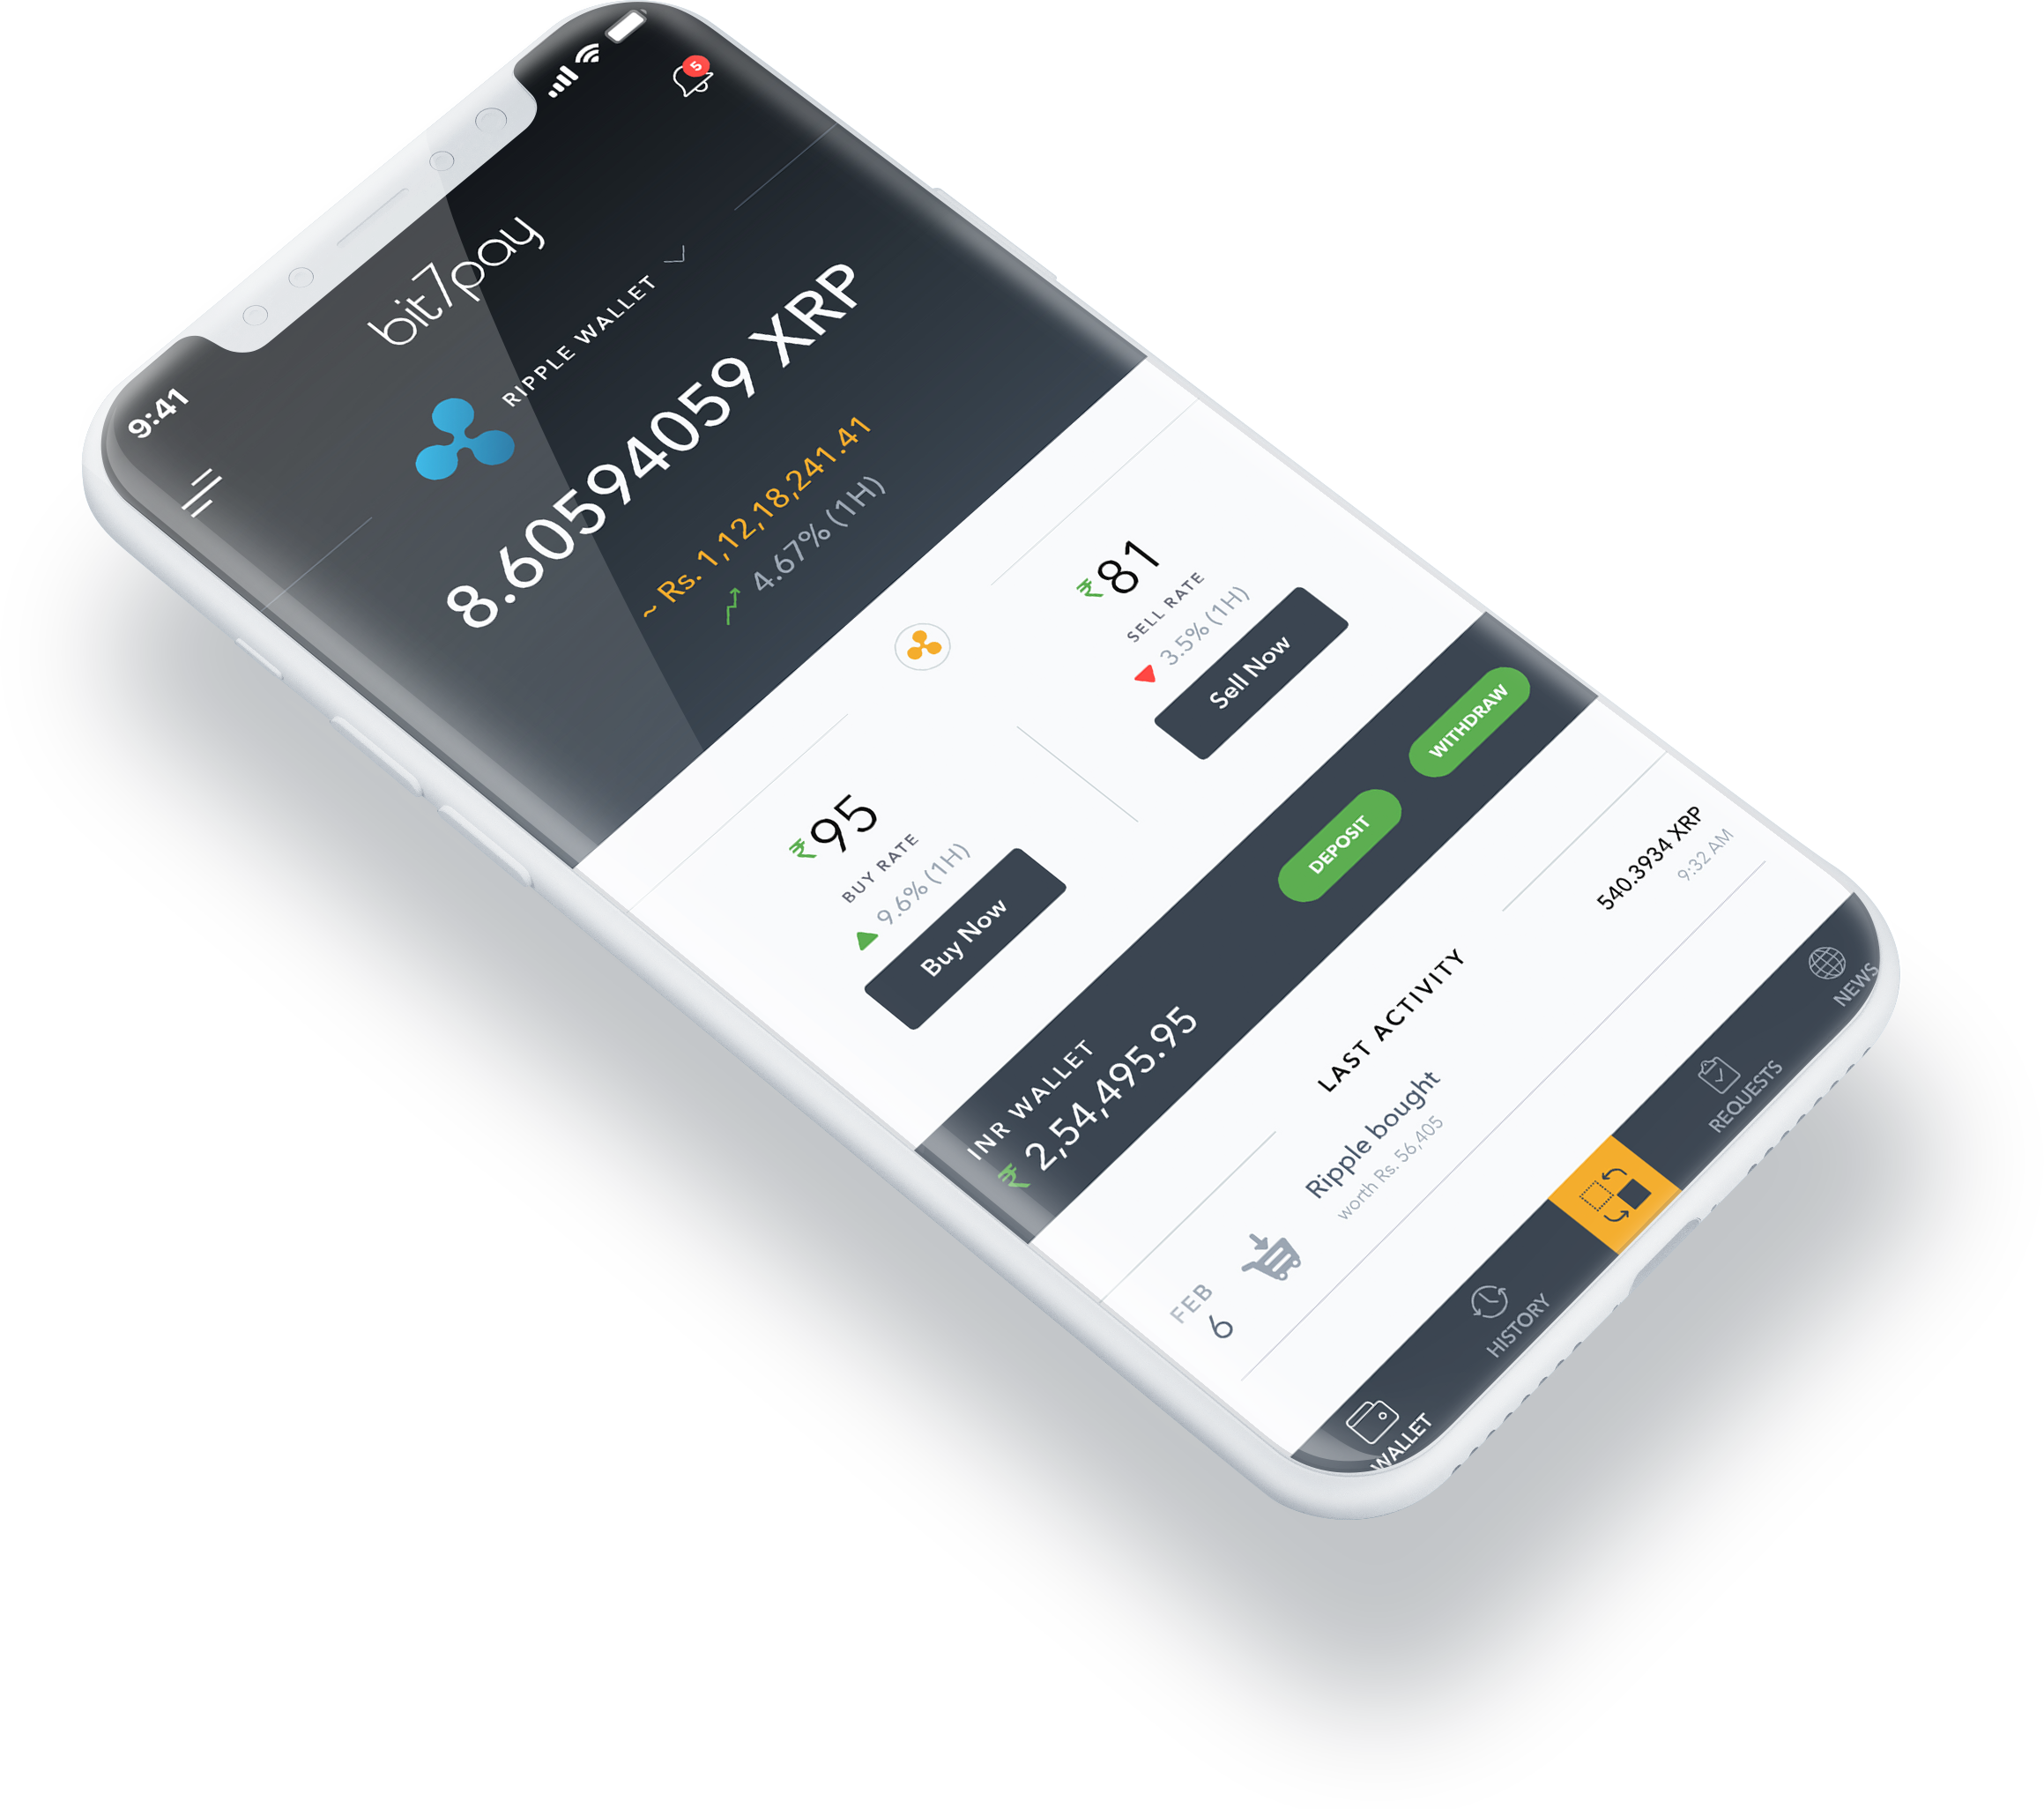 9:41
5
bit7pay
RIPPLE WALLET
8.605594059 XRP
~ Rs. 1,12,18,241.41
4.67% (1H)
₹95
BUY RATE
9.6% (1H)
Buy Now
₹81
SELL RATE
3.5% (1H)
Sell Now
INR WALLET
₹ 2,54,495.95
DEPOSIT
WITHDRAW
LAST ACTIVITY
FEB
6
Ripple bought
worth Rs. 56,405
540.3934 XRP
9:32 AM
WALLET
HISTORY
REQUESTS
NEWS